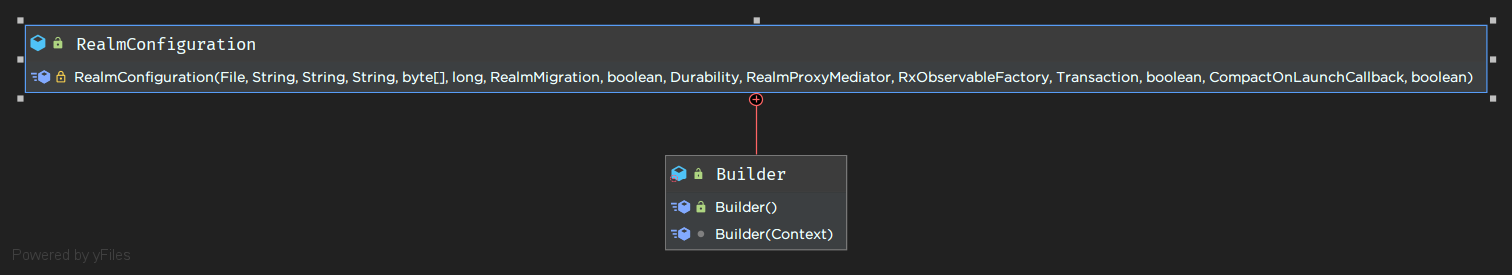 RealmConfiguration
RealmConfiguration(File, String, String, String, byte[], long, RealmMigration, boolean, Durability, RealmProxyMediator, RxObservableFactory, Transaction, boolean, CompactOnLaunchCallback, boolean)
Builder
Builder()
Builder(Context)
Powered by yFiles